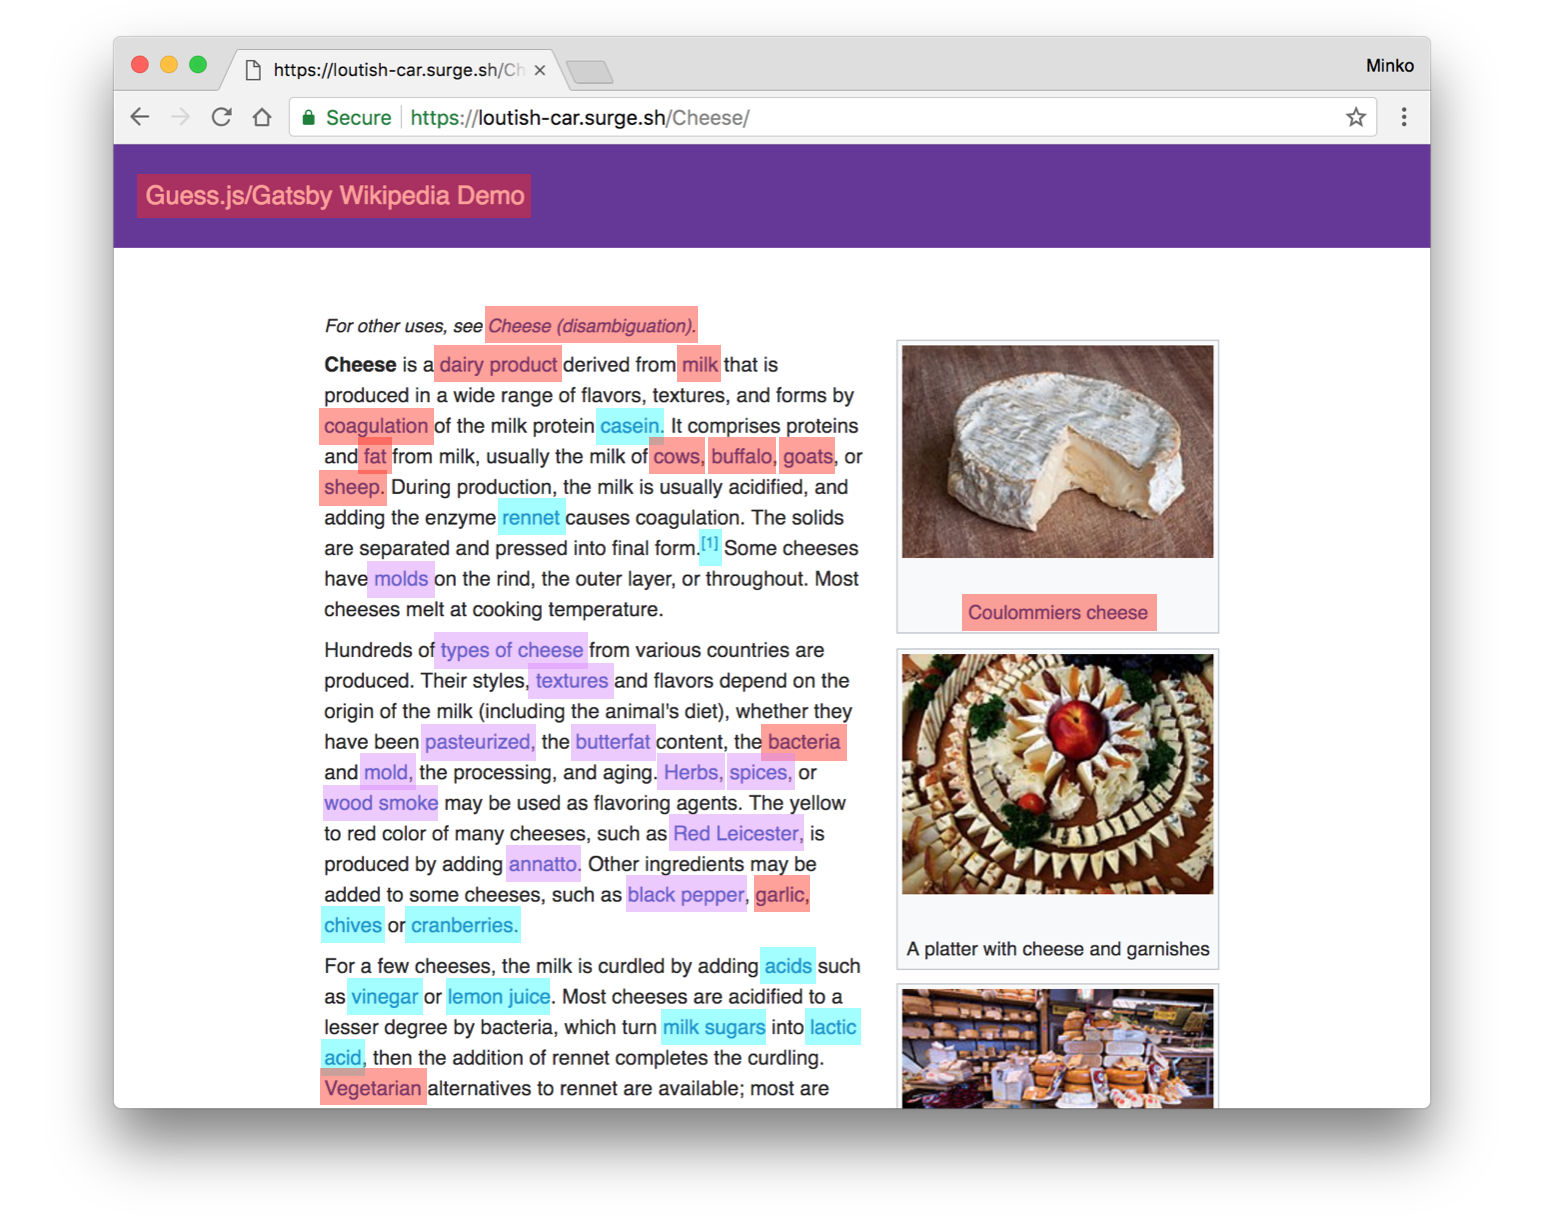 https://loutish-car.surge.sh/Ch
Minko
Secure https://loutish-car.surge.sh/Cheese/
Guess.js/Gatsby Wikipedia Demo
For other uses, see Cheese (disambiguation).
Cheese is a dairy product derived from milk that is
produced in a wide range of flavors, textures, and forms by
coagulation of the milk protein casein. It comprises proteins
and fat from milk, usually the milk of cows, buffalo, goats, or
sheep. During production, the milk is usually acidified, and
adding the enzyme rennet causes coagulation. The solids
are separated and pressed into final form.[1] Some cheeses
have molds on the rind, the outer layer, or throughout. Most
cheeses melt at cooking temperature.
Hundreds of types of cheese from various countries are
produced. Their styles, textures and flavors depend on the
origin of the milk (including the animal's diet), whether they
have been pasteurized, the butterfat content, the bacteria
and mold, the processing, and aging. Herbs, spices, or
wood smoke may be used as flavoring agents. The yellow
to red color of many cheeses, such as Red Leicester, is
produced by adding annatto. Other ingredients may be
added to some cheeses, such as black pepper, garlic,
chives or cranberries.
For a few cheeses, the milk is curdled by adding acids such
as vinegar or lemon juice. Most cheeses are acidified to a
lesser degree by bacteria, which turn milk sugars into lactic
acid, then the addition of rennet completes the curdling.
Vegetarian alternatives to rennet are available; most are
Coulommiers cheese
A platter with cheese and garnishes